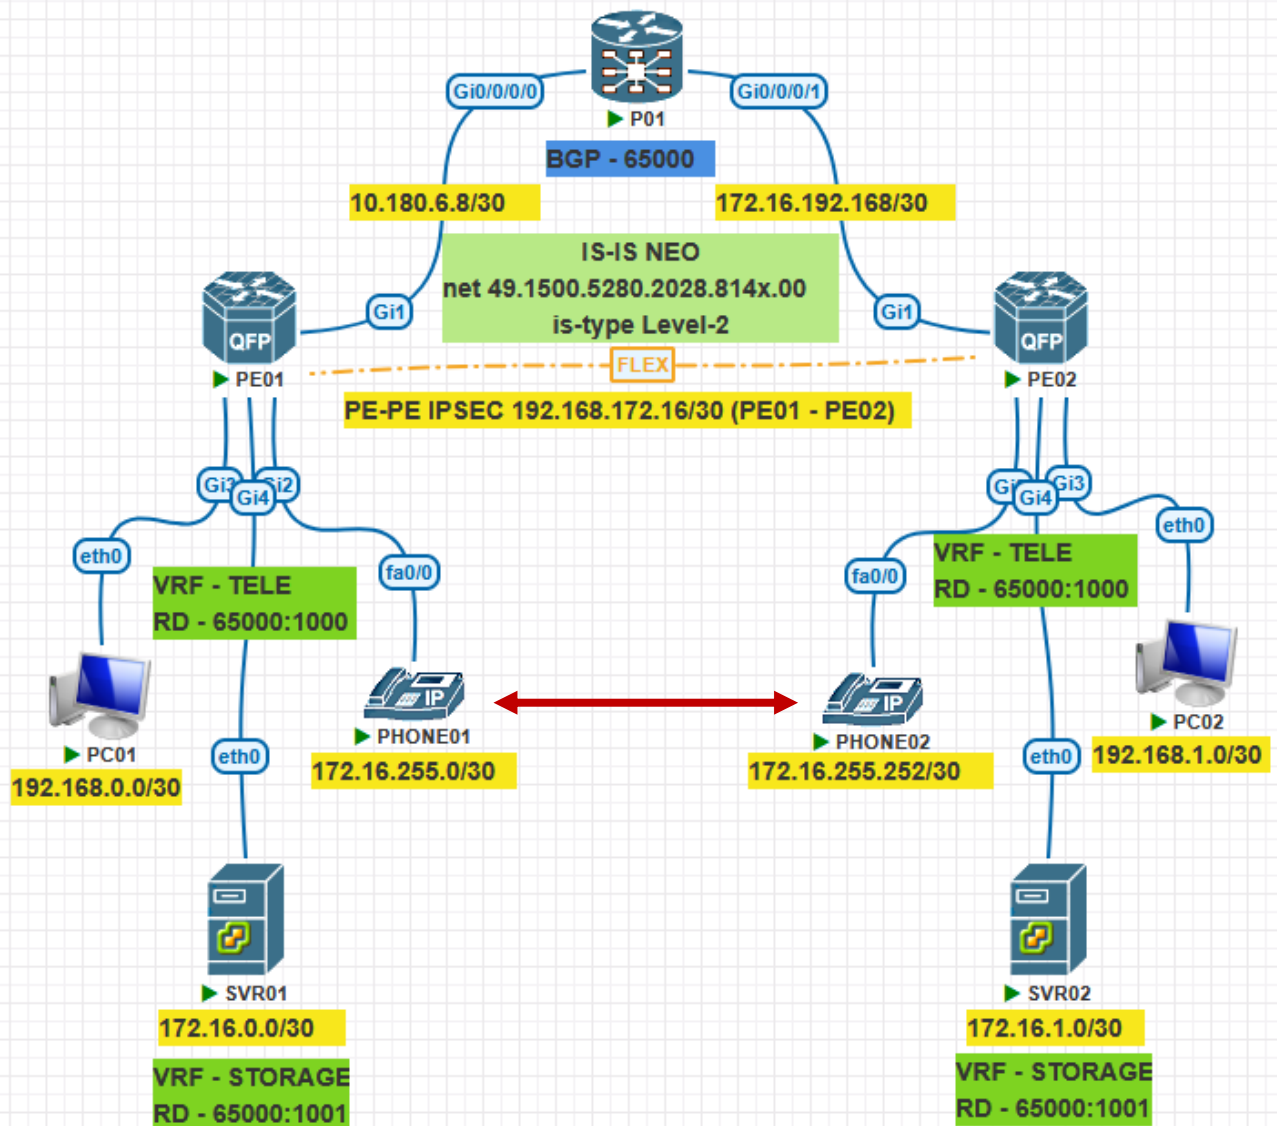 Gi0/0/0/0
Gi0/0/0/1
P01
BGP - 65000
10.180.6.8/30
172.16.192.168/30
IS-IS NEO
net 49.1500.5280.2028.814x.00
is-type Level-2
Gi1
Gi1
QFP
QFP
FLEX
PE01
PE02
PE-PE IPSEC 192.168.172.16/30 (PE01 - PE02)
Gi3
Gi4
Gi2
Gi4
Gi3
eth0
fa0/0
fa0/0
eth0
VRF - TELE
RD - 65000:1000
VRF - TELE
RD - 65000:1000
IP
IP
PC01
192.168.0.0/30
PHONE01
172.16.255.0/30
PHONE02
172.16.255.252/30
PC02
192.168.1.0/30
eth0
eth0
SVR01
172.16.0.0/30
VRF - STORAGE
RD - 65000:1001
SVR02
172.16.1.0/30
VRF - STORAGE
RD - 65000:1001